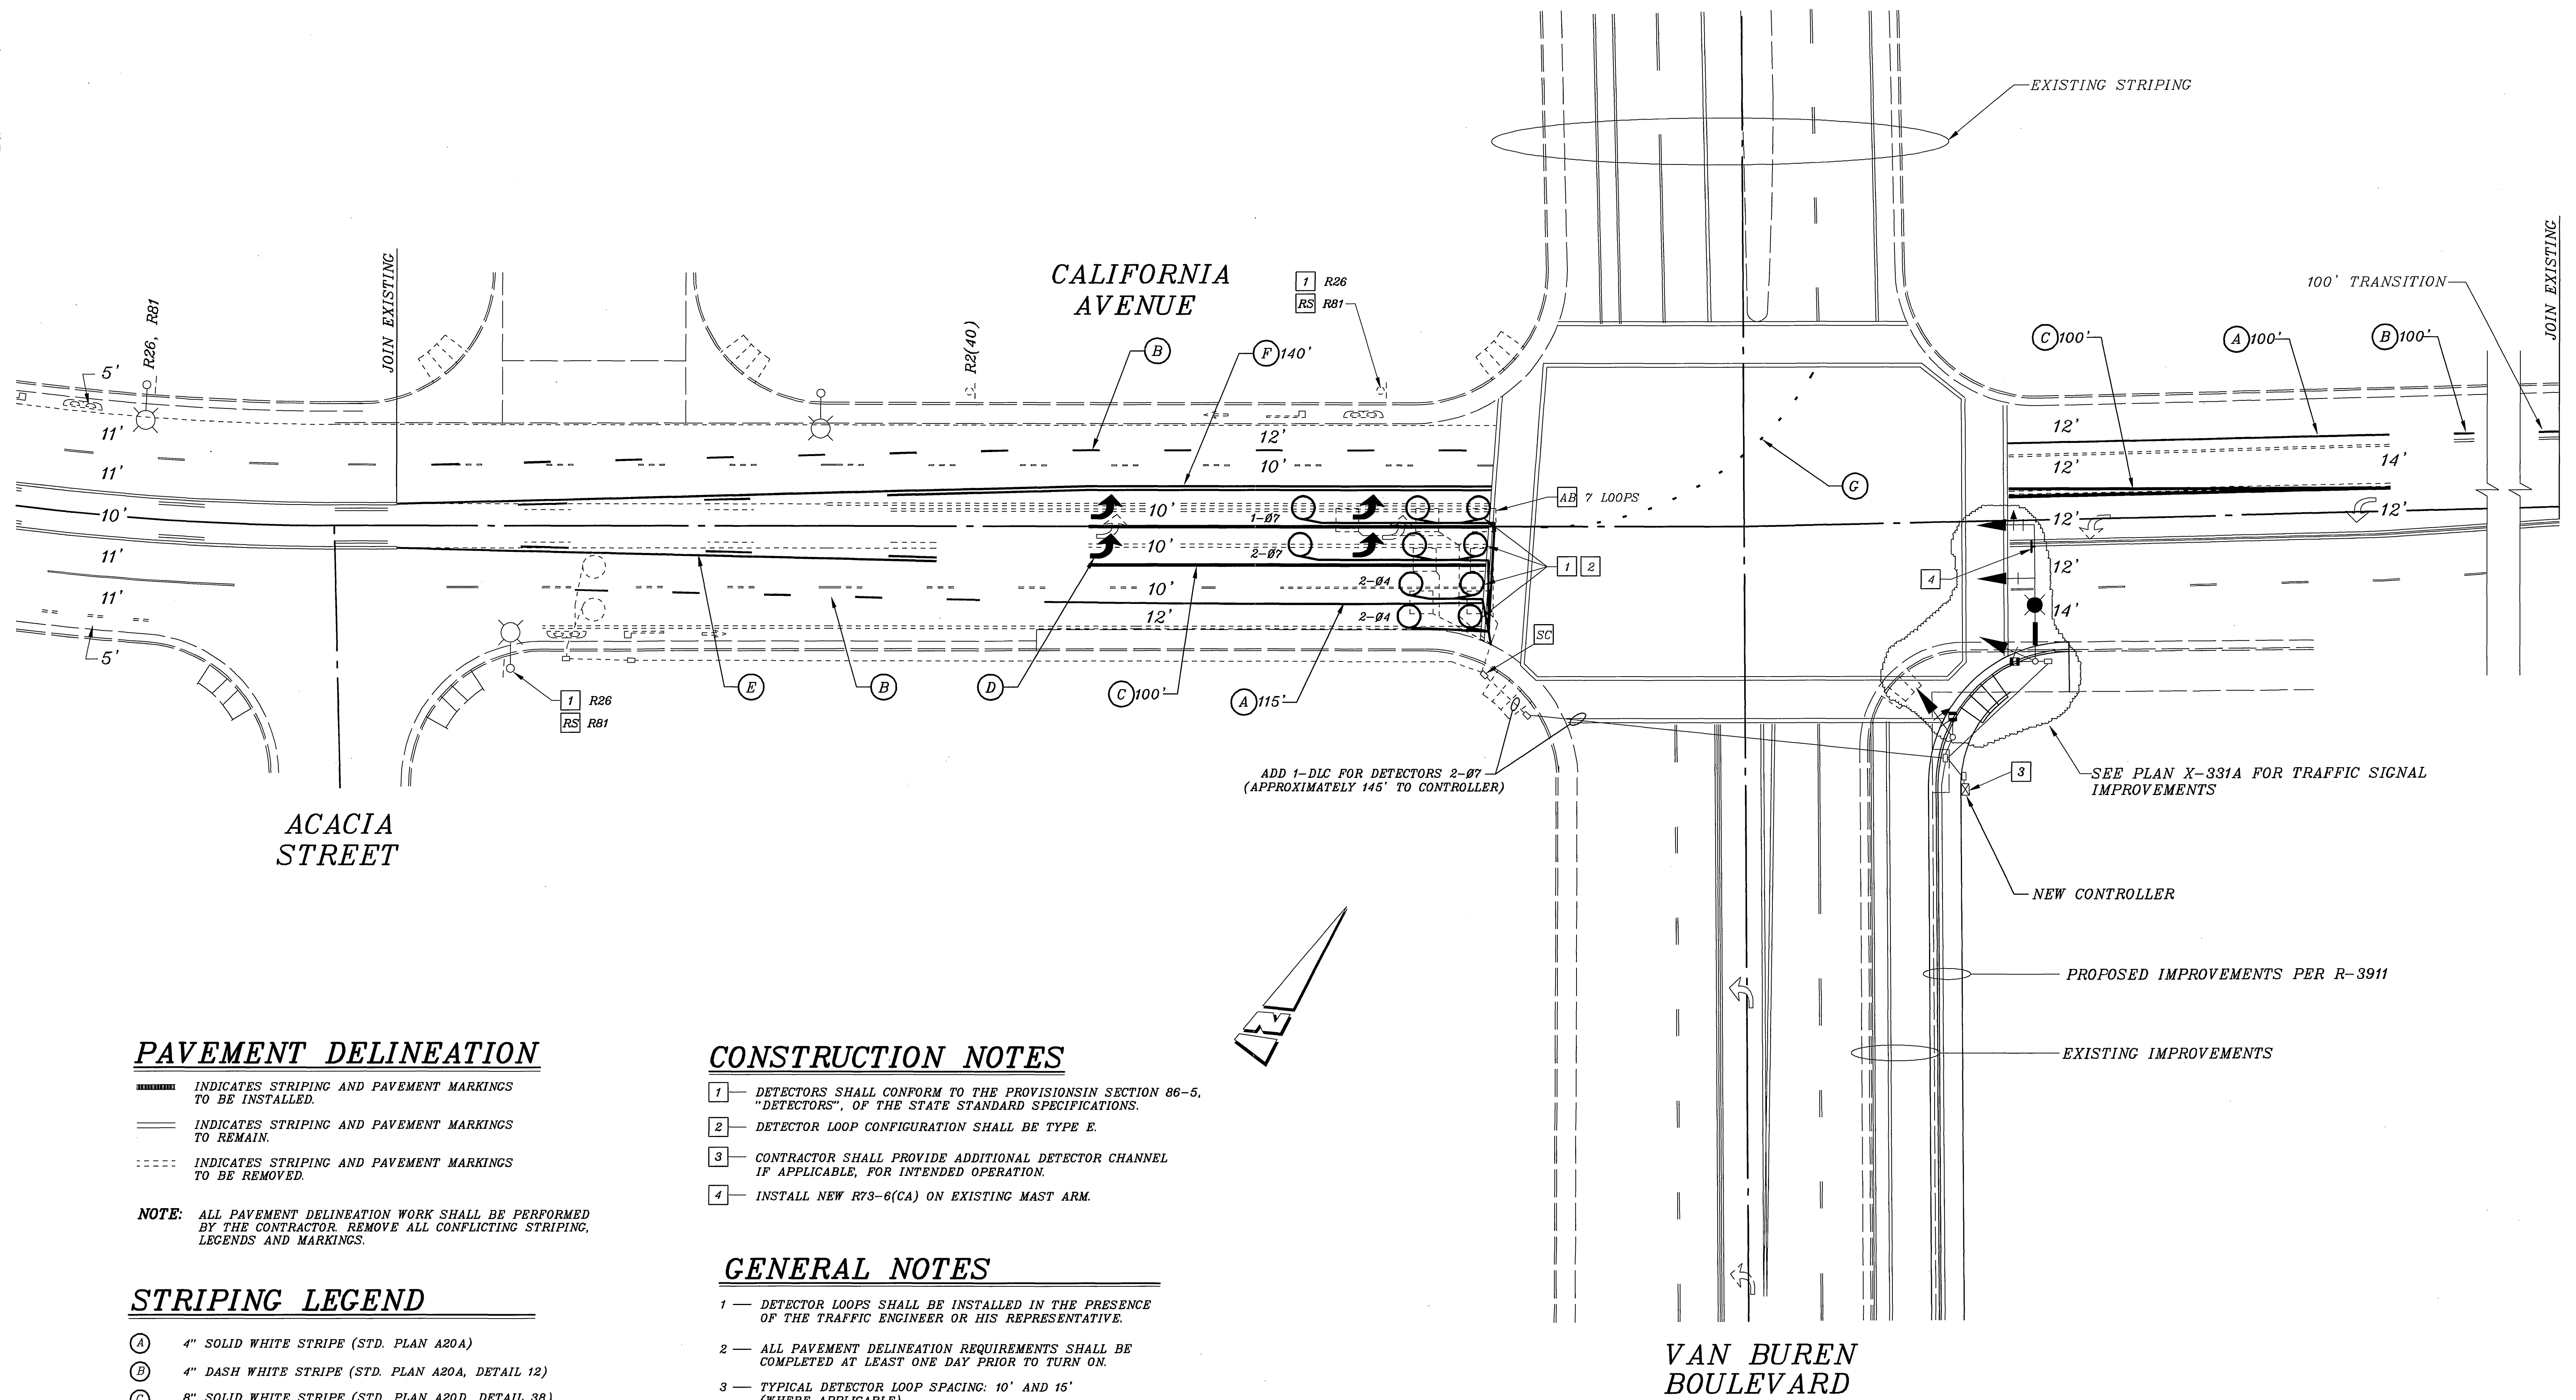 EXISTING STRIPING
CALIFORNIA
AVENUE
1 R26
RS R81
JOIN EXISTING
R26, R81
R2(40)
B
F 140'
100' TRANSITION
JOIN EXISTING
C 100'
A 100'
B 100'
5'
11'
11'
10'
11'
11'
5'
12'
10'
10'
1-Ø7
10'
2-Ø7
10'
2-Ø4
12'
2-Ø4
AB 7 LOOPS
1 2
G
SC
4
12'
12'
14'
12'
12'
12'
14'
1 R26
RS R81
E
B
D
C 100'
A 115'
ADD 1-DLC FOR DETECTORS 2-Ø7
(APPROXIMATELY 145' TO CONTROLLER)
3
SEE PLAN X-331A FOR TRAFFIC SIGNAL
IMPROVEMENTS
ACACIA
STREET
NEW CONTROLLER
PROPOSED IMPROVEMENTS PER R-3911
EXISTING IMPROVEMENTS
VAN BUREN
BOULEVARD
N
PAVEMENT DELINEATION
INDICATES STRIPING AND PAVEMENT MARKINGS
TO BE INSTALLED.
INDICATES STRIPING AND PAVEMENT MARKINGS
TO REMAIN.
INDICATES STRIPING AND PAVEMENT MARKINGS
TO BE REMOVED.
NOTE: ALL PAVEMENT DELINEATION WORK SHALL BE PERFORMED
BY THE CONTRACTOR. REMOVE ALL CONFLICTING STRIPING,
LEGENDS AND MARKINGS.
STRIPING LEGEND
A 4" SOLID WHITE STRIPE (STD. PLAN A20A)
B 4" DASH WHITE STRIPE (STD. PLAN A20A, DETAIL 12)
C 8" SOLID WHITE STRIPE (STD. PLAN A20D, DETAIL 38)
CONSTRUCTION NOTES
1 DETECTORS SHALL CONFORM TO THE PROVISIONSIN SECTION 86-5,
"DETECTORS", OF THE STATE STANDARD SPECIFICATIONS.
2 DETECTOR LOOP CONFIGURATION SHALL BE TYPE E.
3 CONTRACTOR SHALL PROVIDE ADDITIONAL DETECTOR CHANNEL
IF APPLICABLE, FOR INTENDED OPERATION.
4 INSTALL NEW R73-6(CA) ON EXISTING MAST ARM.
GENERAL NOTES
1 — DETECTOR LOOPS SHALL BE INSTALLED IN THE PRESENCE
OF THE TRAFFIC ENGINEER OR HIS REPRESENTATIVE.
2 — ALL PAVEMENT DELINEATION REQUIREMENTS SHALL BE
COMPLETED AT LEAST ONE DAY PRIOR TO TURN ON.
3 — TYPICAL DETECTOR LOOP SPACING: 10' AND 15'
(WHERE APPLICABLE)